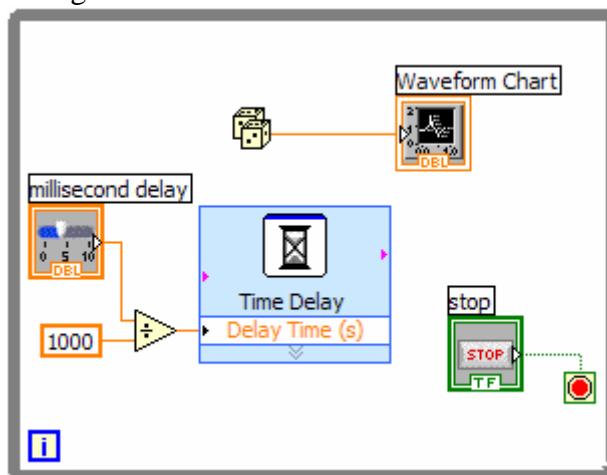 Waveform Chart
DBL
millisecond delay
0 5 10
DBL
Time Delay
Delay Time (s)
1000
÷
stop
STOP
TF
i